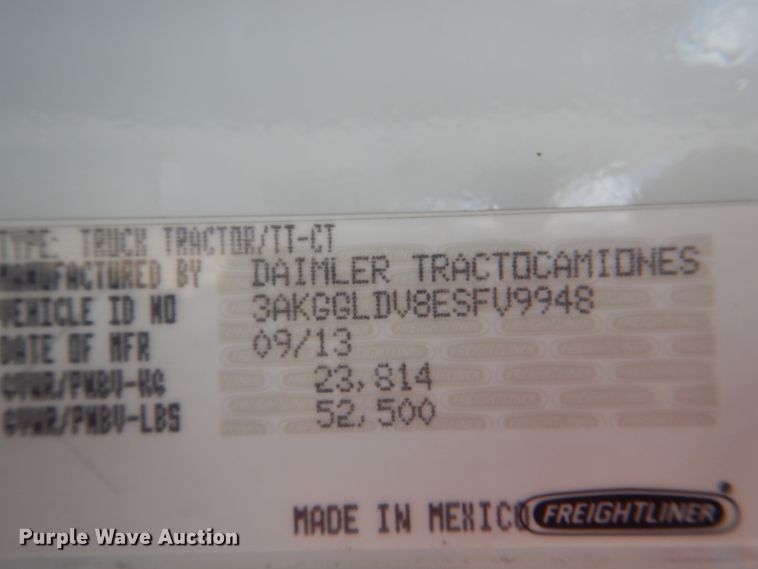 TYPE: TRUCK TRACTOR/TT-CT
MANUFACTURED BY DAIMLER TRACTOCAMIONES
VEHICLE ID NO 3AKGGLDV8ESFV9948
DATE OF MFR 09/13
GVWR/PNBV-KG 23,814
GVWR/PNBV-LBS 52,500
MADE IN MEXICO FREIGHTLINER
Purple Wave Auction